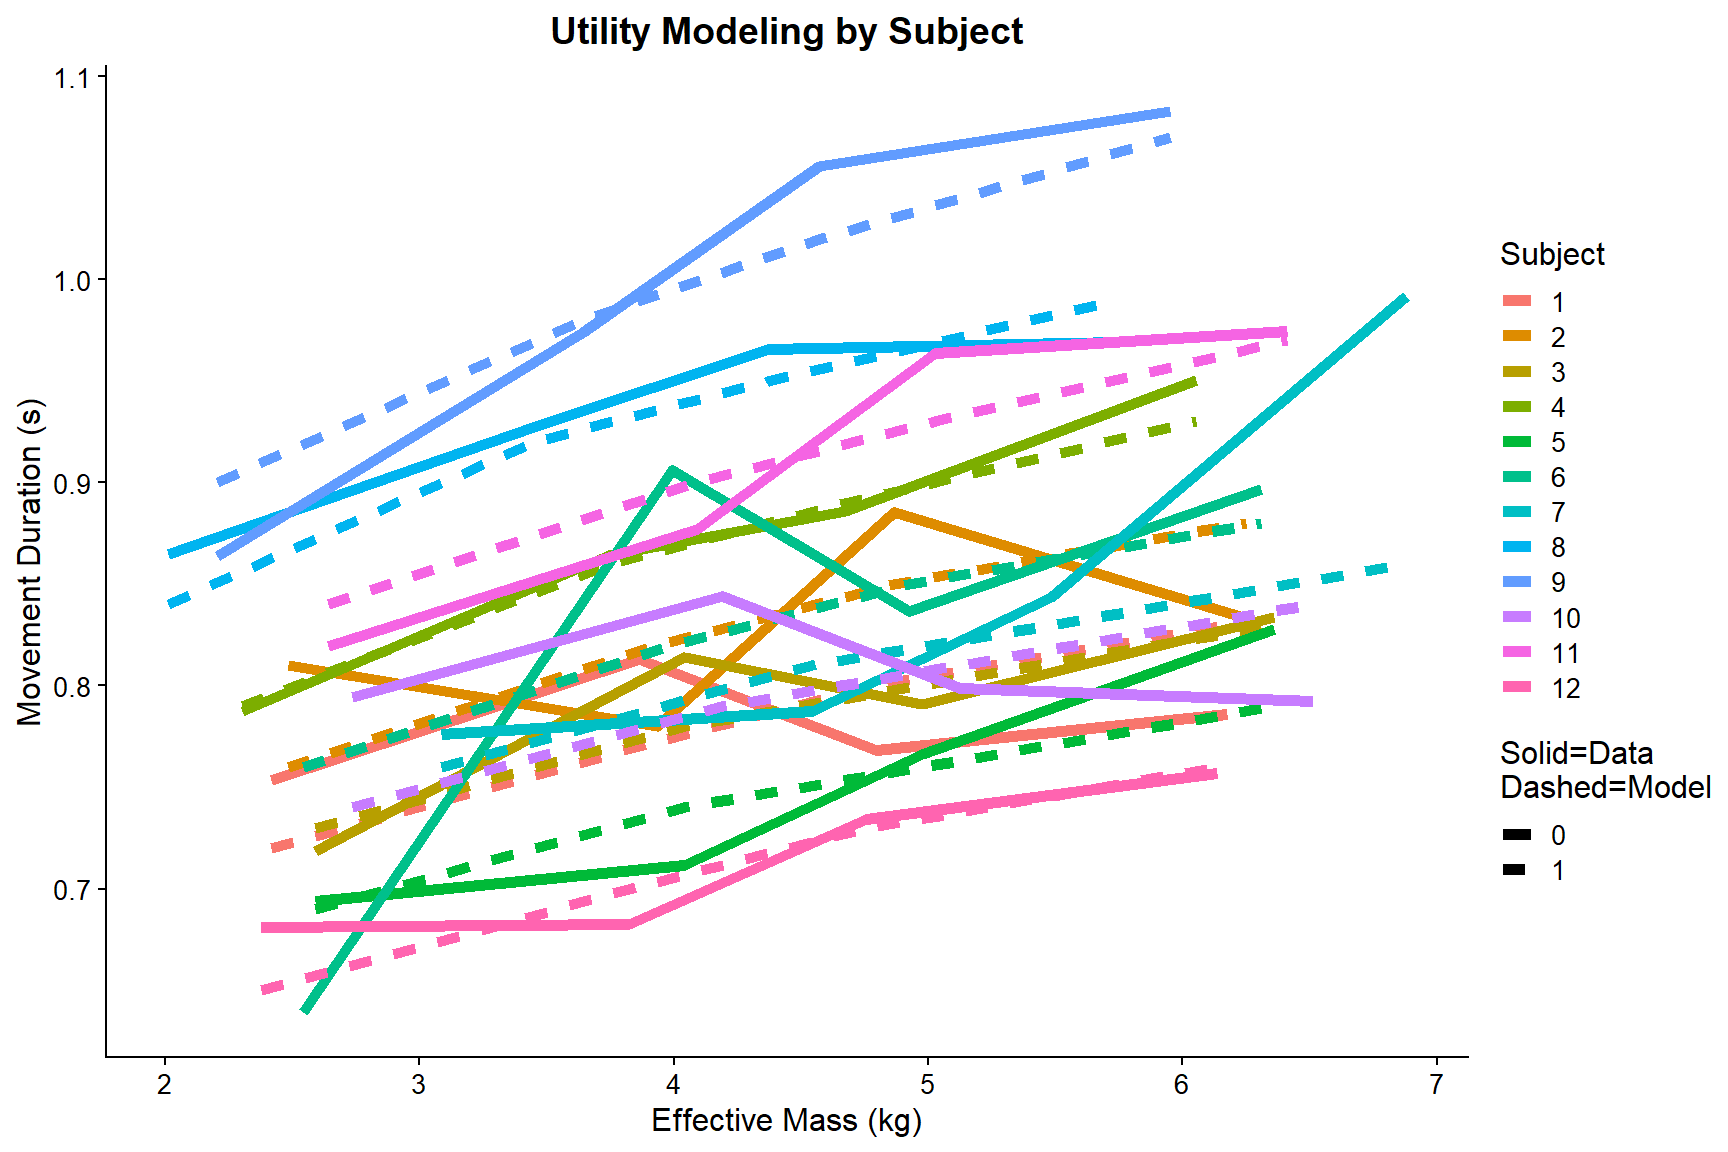 Utility Modeling by Subject
1.1
1.0
0.9
0.8
0.7
Movement Duration (s)
2 3 4 5 6 7
Effective Mass (kg)
Subject
1
2
3
4
5
6
7
8
9
10
11
12
Solid=Data
Dashed=Model
0
1